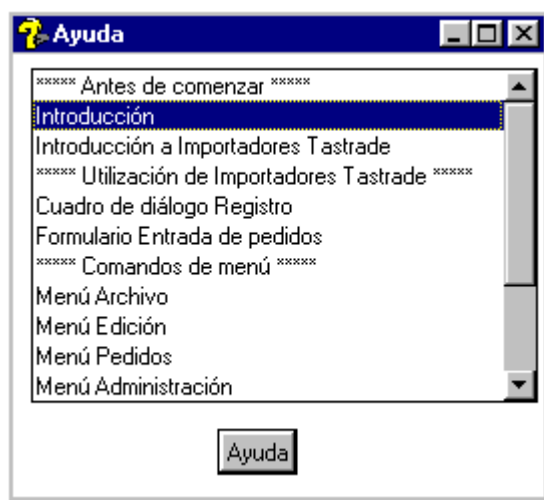 Ayuda
***** Antes de comenzar *****
Introducción
Introducción a Importadores Tastrade
***** Utilización de Importadores Tastrade *****
Cuadro de diálogo Registro
Formulario Entrada de pedidos
***** Comandos de menú *****
Menú Archivo
Menú Edición
Menú Pedidos
Menú Administración
Ayuda